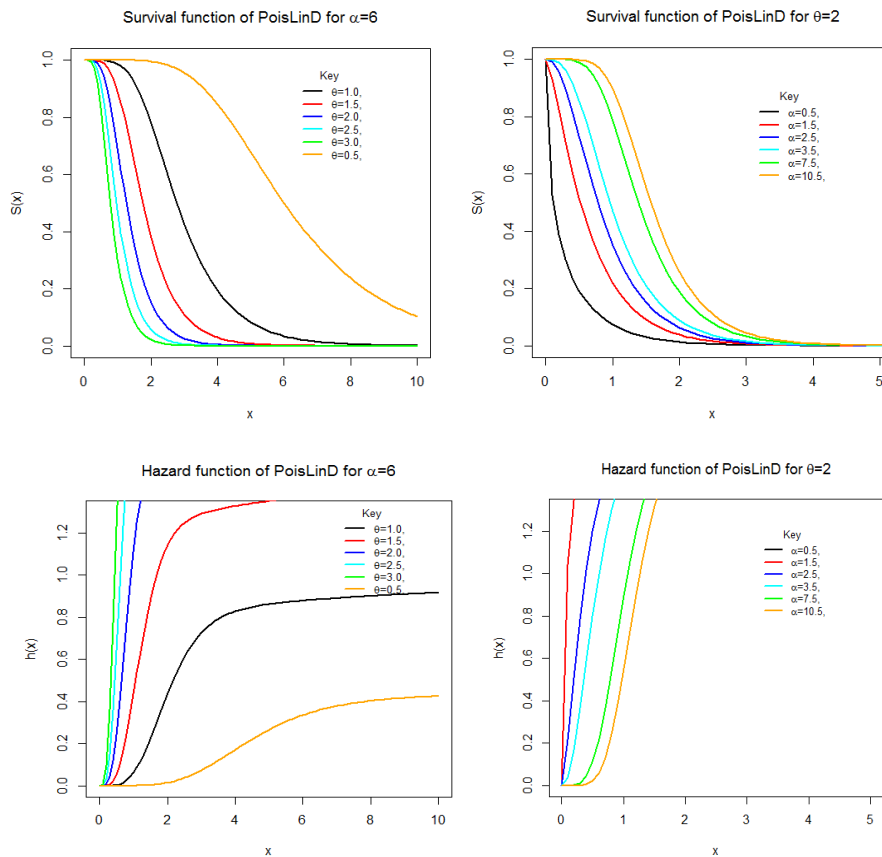 Survival function of PoisLinD for α=6
S(x)
0.0 0.2 0.4 0.6 0.8 1.0
Key
θ=1.0,
θ=1.5,
θ=2.0,
θ=2.5,
θ=3.0,
θ=0.5,
0 2 4 6 8 10
x
Survival function of PoisLinD for θ=2
S(x)
0.0 0.2 0.4 0.6 0.8 1.0
Key
α=0.5,
α=1.5,
α=2.5,
α=3.5,
α=7.5,
α=10.5,
0 1 2 3 4 5
x
Hazard function of PoisLinD for α=6
h(x)
0.0 0.2 0.4 0.6 0.8 1.0 1.2
Key
θ=1.0,
θ=1.5,
θ=2.0,
θ=2.5,
θ=3.0,
θ=0.5,
0 2 4 6 8 10
x
Hazard function of PoisLinD for θ=2
h(x)
0.0 0.2 0.4 0.6 0.8 1.0 1.2
Key
α=0.5,
α=1.5,
α=2.5,
α=3.5,
α=7.5,
α=10.5,
0 1 2 3 4 5
x